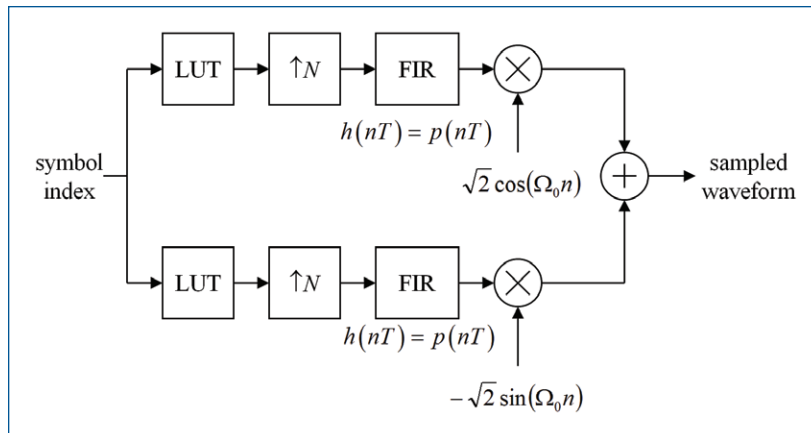 LUT ↑N FIR
h(nT) = p(nT)
√2 cos(Ω₀n)
symbol
index
sampled
waveform
LUT ↑N FIR
h(nT) = p(nT)
−√2 sin(Ω₀n)